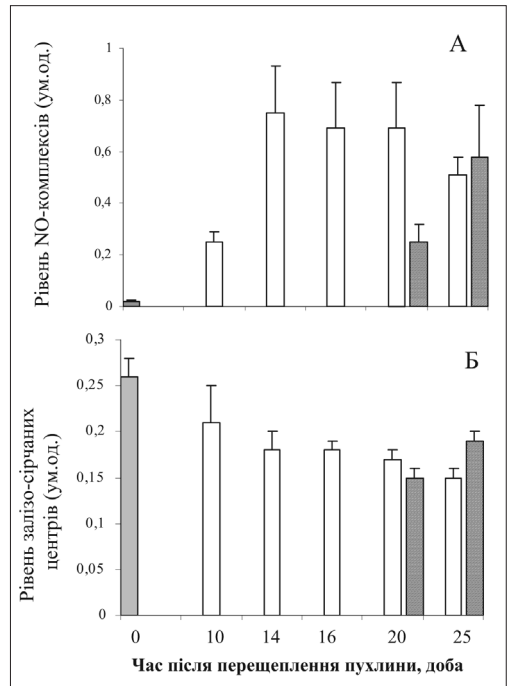 А
Рівень NO-комплексів (ум.од.)
1
0,8
0,6
0,4
0,2
0
Б
Рівень залізо-сірчаних
центрів (ум.од.)
0,3
0,25
0,2
0,15
0,1
0,05
0
0 10 14 16 20 25
Час після перещеплення пухлини, доба